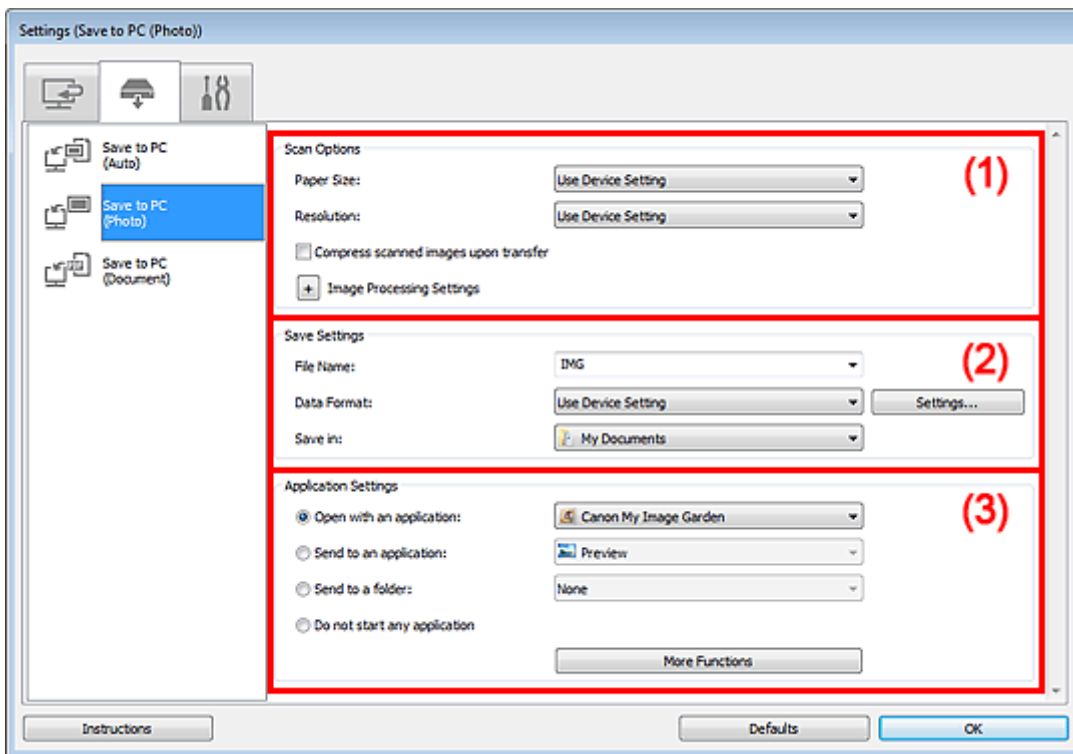 Settings (Save to PC (Photo))
Save to PC
(Auto)
Save to PC
(Photo)
Save to PC
(Document)
Scan Options
(1)
Paper Size: Use Device Setting
Resolution: Use Device Setting
Compress scanned images upon transfer
+ Image Processing Settings
Save Settings
(2)
File Name: IMG
Data Format: Use Device Setting Settings...
Save in: My Documents
Application Settings
(3)
Open with an application: Canon My Image Garden
Send to an application: Preview
Send to a folder: None
Do not start any application
More Functions
Instructions Defaults OK